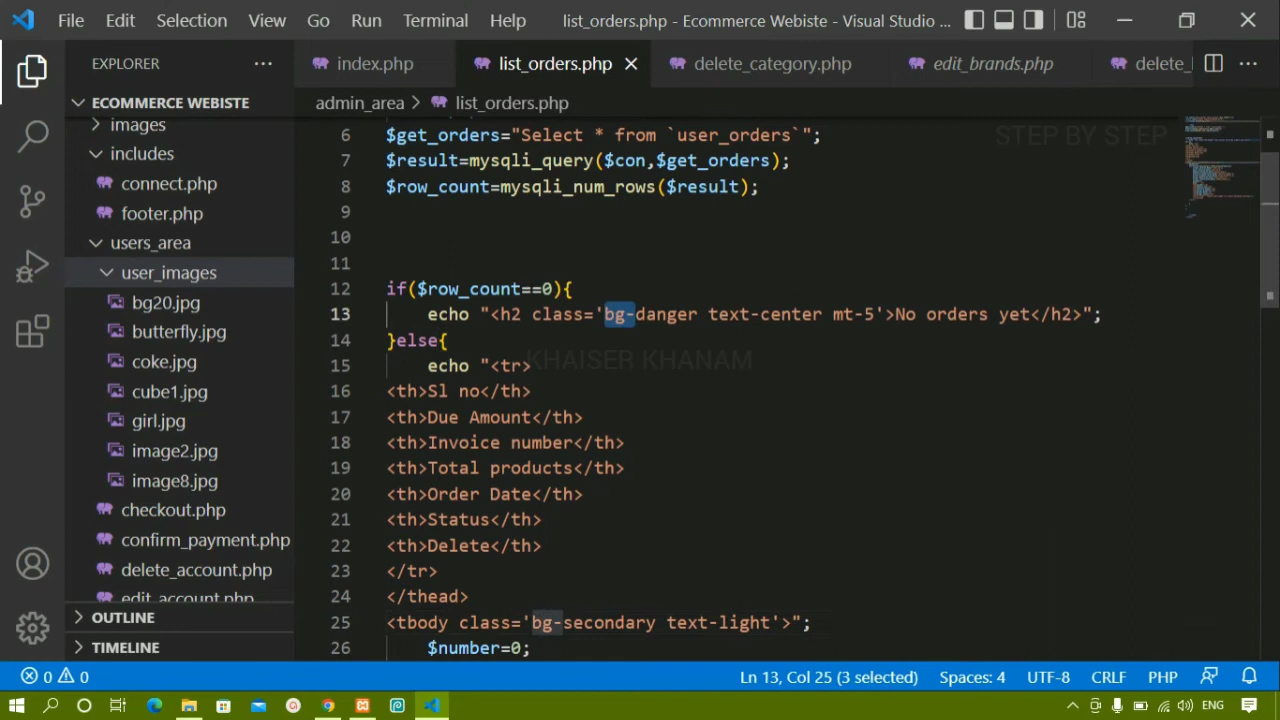 File Edit Selection View Go Run Terminal Help list_orders.php - Ecommerce Webiste - Visual Studio ...
EXPLORER ...
index.php list_orders.php delete_category.php edit_brands.php delete_l ...
ECOMMERCE WEBISTE
admin_area > list_orders.php
images
includes
connect.php
footer.php
users_area
user_images
bg20.jpg
butterfly.jpg
coke.jpg
cube1.jpg
girl.jpg
image2.jpg
image8.jpg
checkout.php
confirm_payment.php
delete_account.php
edit_account.php
OUTLINE
TIMELINE
STEP BY STEP
6 $get_orders="Select * from `user_orders`";
7 $result=mysqli_query($con,$get_orders);
8 $row_count=mysqli_num_rows($result);
9
10
11
12 if($row_count==0){
13 echo "<h2 class='bg-danger text-center mt-5'>No orders yet</h2>";
14 }else{
KHAISER KHANAM
15 echo "<tr>
16 <th>Sl no</th>
17 <th>Due Amount</th>
18 <th>Invoice number</th>
19 <th>Total products</th>
20 <th>Order Date</th>
21 <th>Status</th>
22 <th>Delete</th>
23 </tr>
24 </thead>
25 <tbody class='bg-secondary text-light'>";
26 $number=0;
0 0 Ln 13, Col 25 (3 selected) Spaces: 4 UTF-8 CRLF PHP
ENG